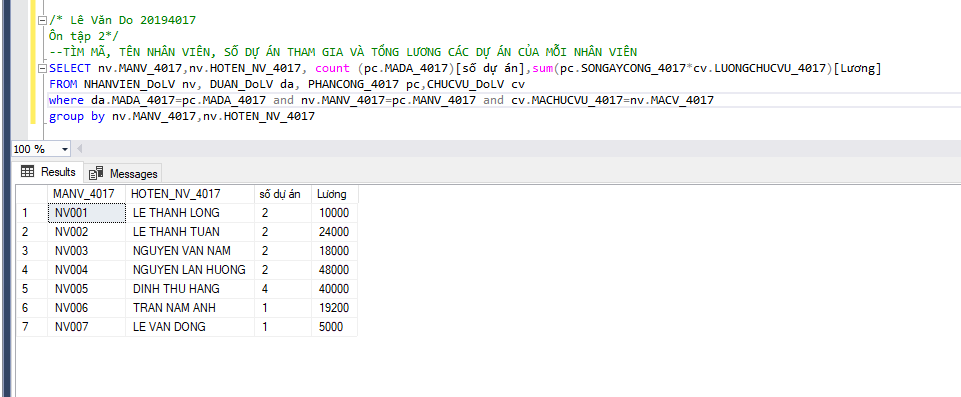 /* Lê Văn Do 20194017
Ôn tập 2*/
--TÌM MÃ, TÊN NHÂN VIÊN, SỐ DỰ ÁN THAM GIA VÀ TỔNG LƯƠNG CÁC DỰ ÁN CỦA MỖI NHÂN VIÊN
SELECT nv.MANV_4017,nv.HOTEN_NV_4017, count (pc.MADA_4017)[số dự án],sum(pc.SONGAYCONG_4017*cv.LUONGCHUCVU_4017)[Lương]
FROM NHANVIEN_DoLV nv, DUAN_DoLV da, PHANCONG_4017 pc,CHUCVU_DoLV cv
where da.MADA_4017=pc.MADA_4017 and nv.MANV_4017=pc.MANV_4017 and cv.MACHUCVU_4017=nv.MACV_4017
group by nv.MANV_4017,nv.HOTEN_NV_4017
100 %
Results Messages
MANV_4017 HOTEN_NV_4017 số dự án Lương
1 NV001 LE THANH LONG 2 10000
2 NV002 LE THANH TUAN 2 24000
3 NV003 NGUYEN VAN NAM 2 18000
4 NV004 NGUYEN LAN HUONG 2 48000
5 NV005 DINH THU HANG 4 40000
6 NV006 TRAN NAM ANH 1 19200
7 NV007 LE VAN DONG 1 5000